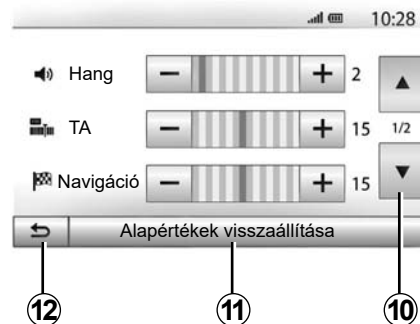 10:28
Hang − + 2
TA − + 15 1/2
Navigáció − + 15
Alapértékek visszaállítása
12 11 10